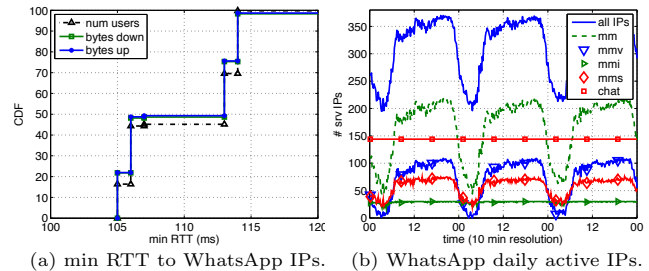 100
90
80
70
60
50
40
30
20
10
0
CDF
num users
bytes down
bytes up
100 105 110 115 120
min RTT (ms)
(a) min RTT to WhatsApp IPs.
350
300
250
200
150
100
50
0
# srv IPs
all IPs
mm
mmv
mmi
mms
chat
00 12 00 12 00 12 00
time (10 min resolution)
(b) WhatsApp daily active IPs.